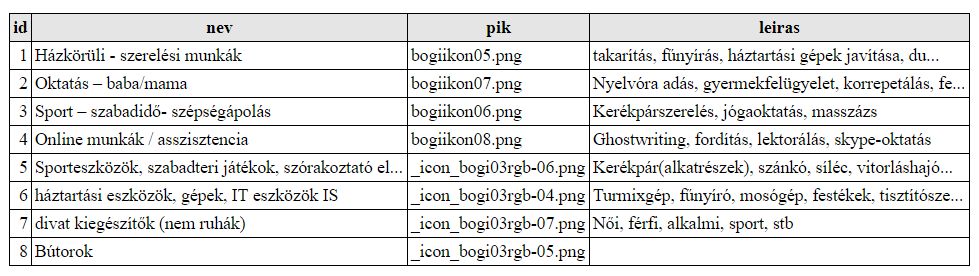 id nev pik leiras
1 Házkörüli - szerelési munkák bogiikon05.png takarítás, fűnyírás, háztartási gépek javítása, du...
2 Oktatás – baba/mama bogiikon07.png Nyelvóra adás, gyermekfelügyelet, korrepetálás, fe...
3 Sport – szabadidő- szépségápolás bogiikon06.png Kerékpárszerelés, jógaoktatás, masszázs
4 Online munkák / asszisztencia bogiikon08.png Ghostwriting, fordítás, lektorálás, skype-oktatás
5 Sporteszközök, szabadteri játékok, szórakoztató el... _icon_bogi03rgb-06.png Kerékpár(alkatrészek), szánkó, síléc, vitorláshajó...
6 háztartási eszközök, gépek, IT eszközök IS _icon_bogi03rgb-04.png Turmixgép, fűnyíró, mosógép, festékek, tisztítósze...
7 divat kiegészítők (nem ruhák) _icon_bogi03rgb-07.png Női, férfi, alkalmi, sport, stb
8 Bútorok _icon_bogi03rgb-05.png